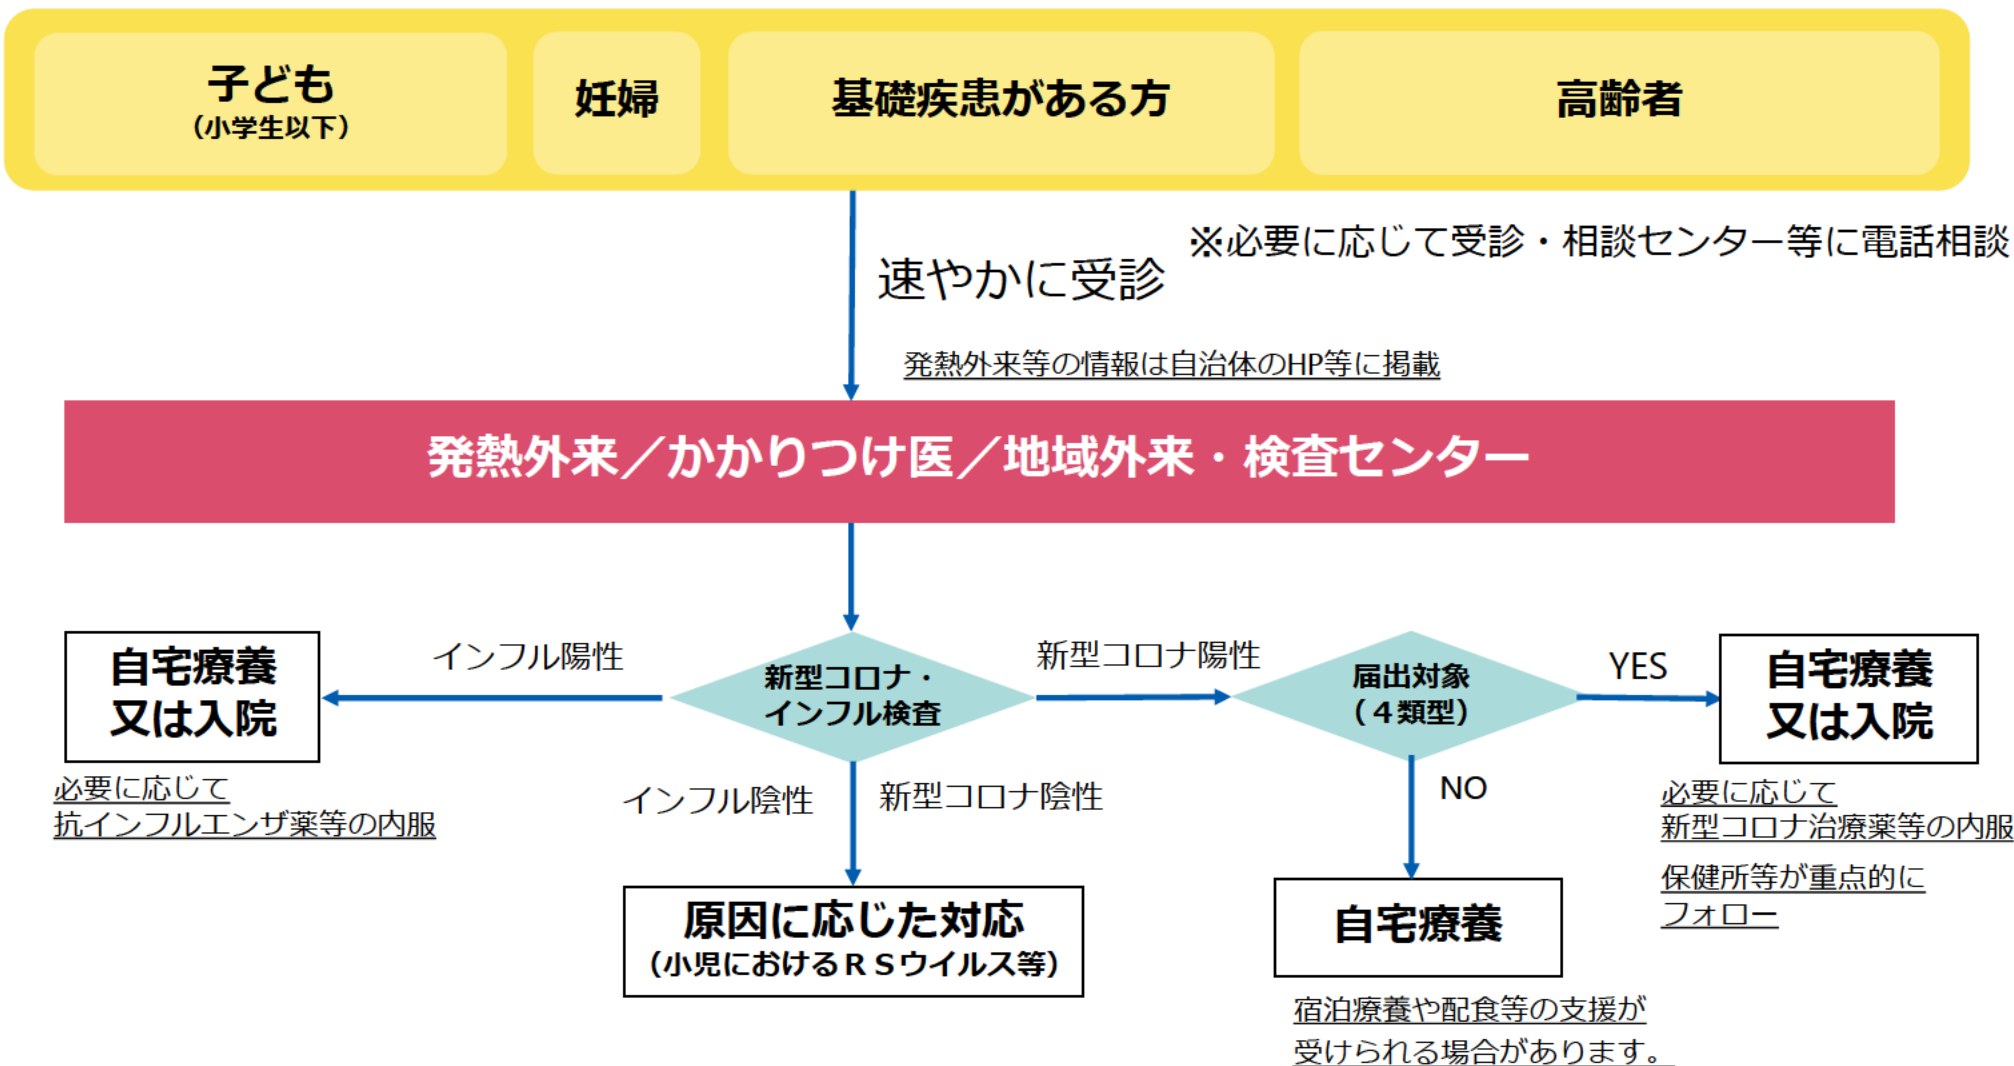 子ども
（小学生以下）
妊婦
基礎疾患がある方
高齢者
※必要に応じて受診・相談センター等に電話相談
速やかに受診
発熱外来等の情報は自治体のHP等に掲載
発熱外来／かかりつけ医／地域外来・検査センター
自宅療養
又は入院
インフル陽性
新型コロナ・
インフル検査
新型コロナ陽性
届出対象
（４類型）
YES
自宅療養
又は入院
必要に応じて
抗インフルエンザ薬等の内服
インフル陰性
新型コロナ陰性
NO
必要に応じて
新型コロナ治療薬等の内服
保健所等が重点的に
フォロー
原因に応じた対応
（小児におけるＲＳウイルス等）
自宅療養
宿泊療養や配食等の支援が
受けられる場合があります。